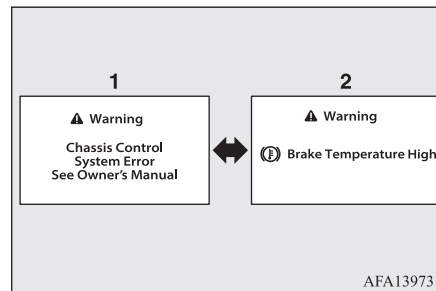 1
⚠ Warning
Chassis Control
System Error
See Owner's Manual
2
⚠ Warning
Brake Temperature High
AFA13973